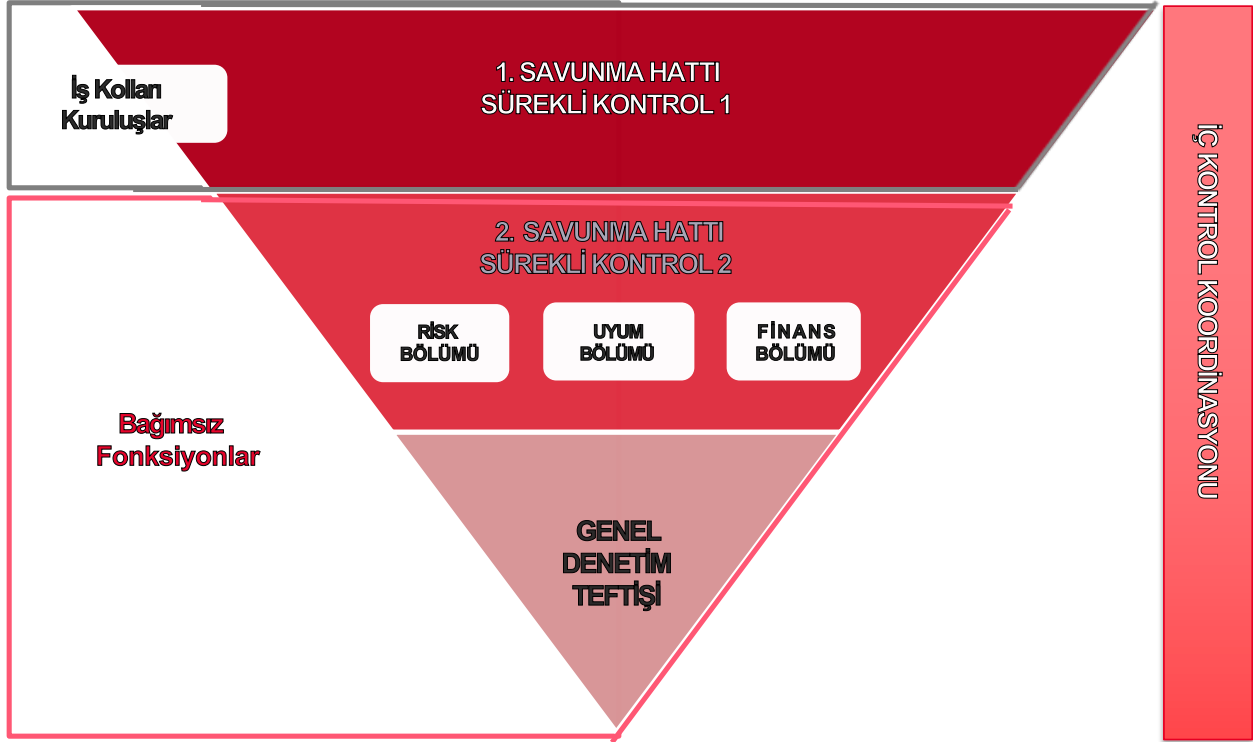 1. SAVUNMA HATTI
SÜREKLİ KONTROL 1
İş Kolları
Kuruluşlar
2. SAVUNMA HATTI
SÜREKLİ KONTROL 2
RİSK
BÖLÜMÜ
UYUM
BÖLÜMÜ
FİNANS
BÖLÜMÜ
Bağımsız
Fonksiyonlar
GENEL
DENETİM
TEFTİŞİ
İÇ KONTROL KOORDİNASYONU